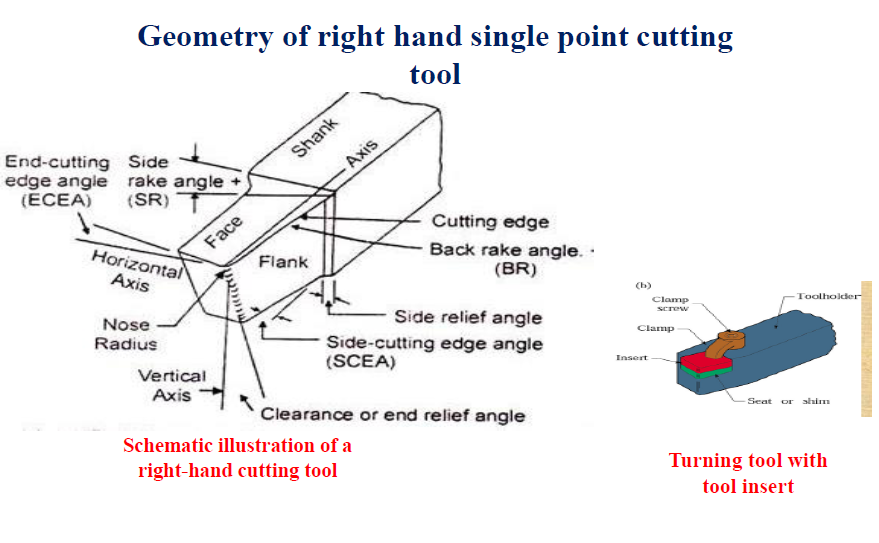 Geometry of right hand single point cutting
tool
Shank
Axis
End-cutting
edge angle
(ECEA)
Side
rake angle +
(SR)
Face
Cutting edge
Back rake angle.
(BR)
Flank
Horizontal
Axis
Nose
Radius
Side relief angle
Side-cutting edge angle
(SCEA)
Vertical
Axis
Clearance or end relief angle
Schematic illustration of a
right-hand cutting tool
(b)
Clamp
screw
Toolholder
Clamp
Insert
Seat or shim
Turning tool with
tool insert